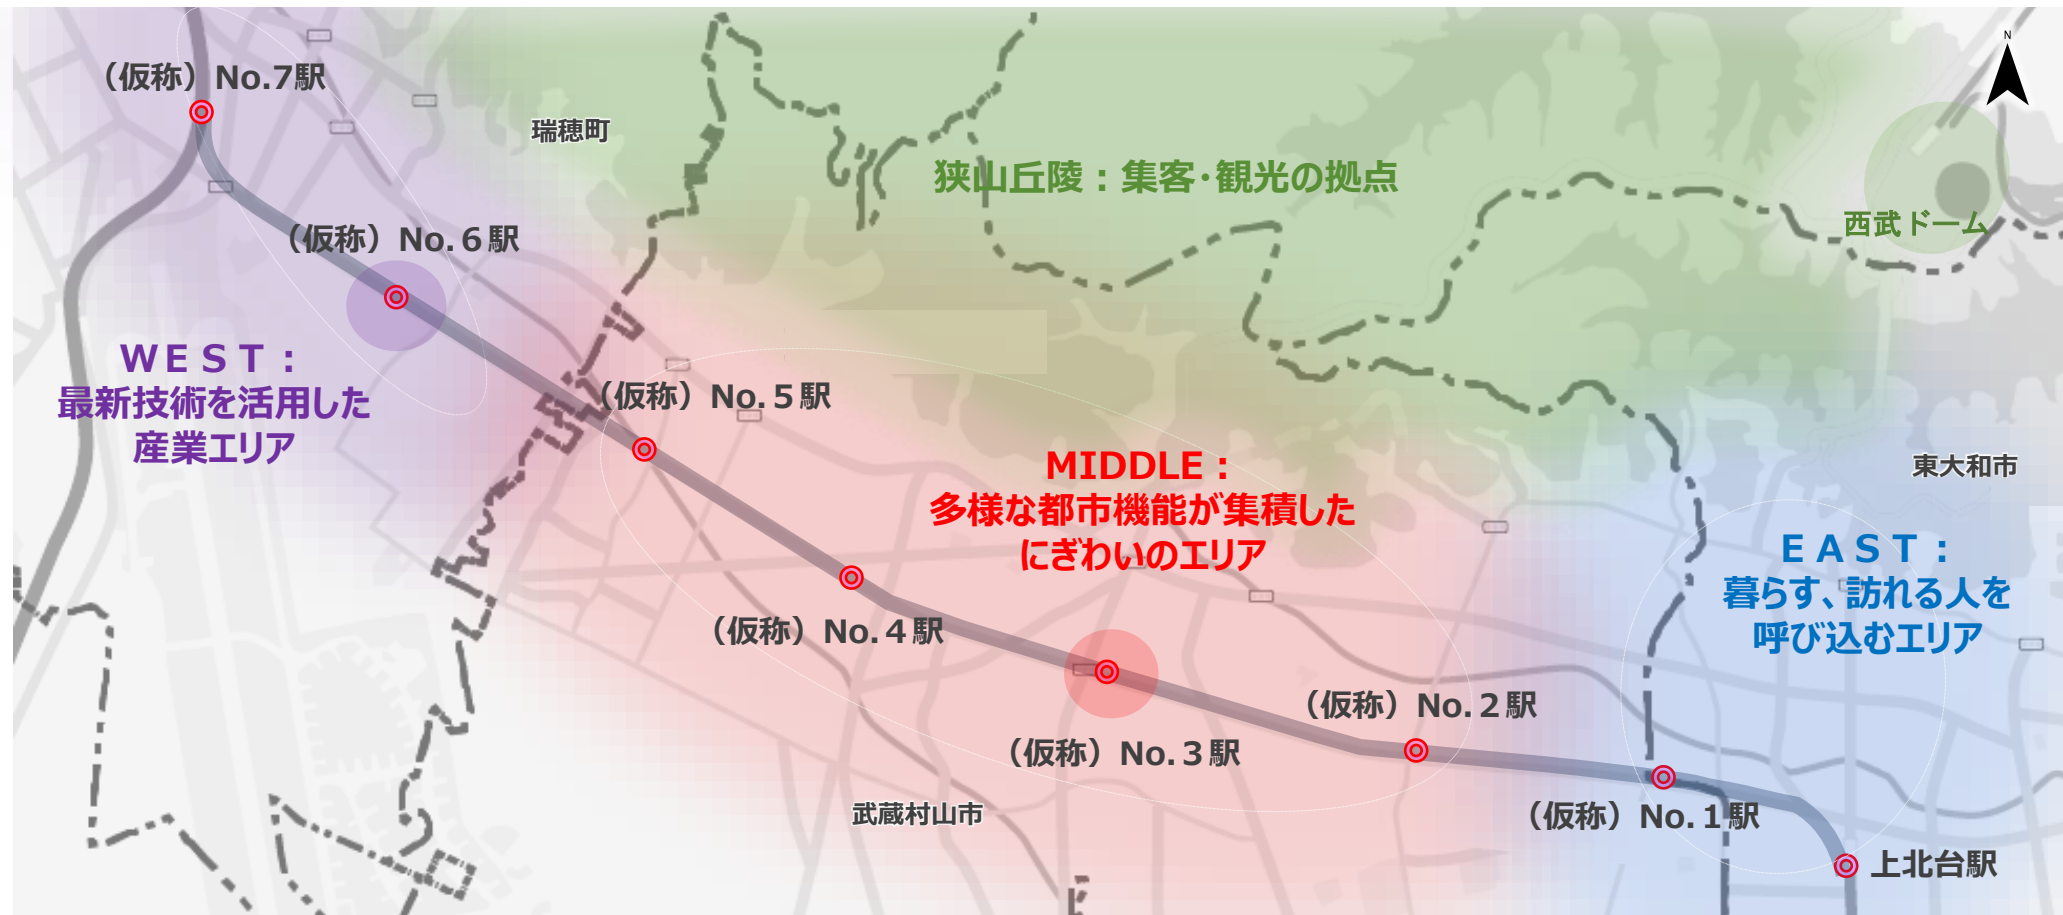 N
（仮称）No.7駅
瑞穂町
狭山丘陵：集客・観光の拠点
西武ドーム
（仮称）No.６駅
ＷＥＳＴ：
最新技術を活用した
産業エリア
（仮称）No.５駅
MIDDLE：
多様な都市機能が集積した
にぎわいのエリア
東大和市
ＥＡＳＴ：
暮らす、訪れる人を
呼び込むエリア
（仮称）No.４駅
（仮称）No.２駅
（仮称）No.３駅
武蔵村山市
（仮称）No.１駅
上北台駅